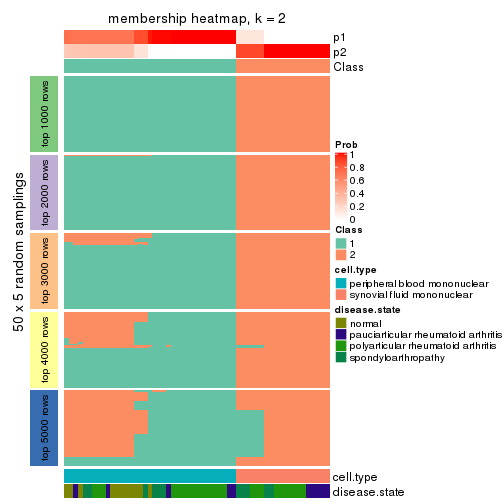 membership heatmap, k = 2
p1
p2
Class
top 1000 rows
top 2000 rows
top 3000 rows
top 4000 rows
top 5000 rows
50 x 5 random samplings
cell.type
disease.state
Prob
1
0.8
0.6
0.4
0.2
0
Class
1
2
cell.type
peripheral blood mononuclear
synovial fluid mononuclear
disease.state
normal
pauciarticular rheumatoid arthritis
polyarticular rheumatoid arthritis
spondyloarthropathy